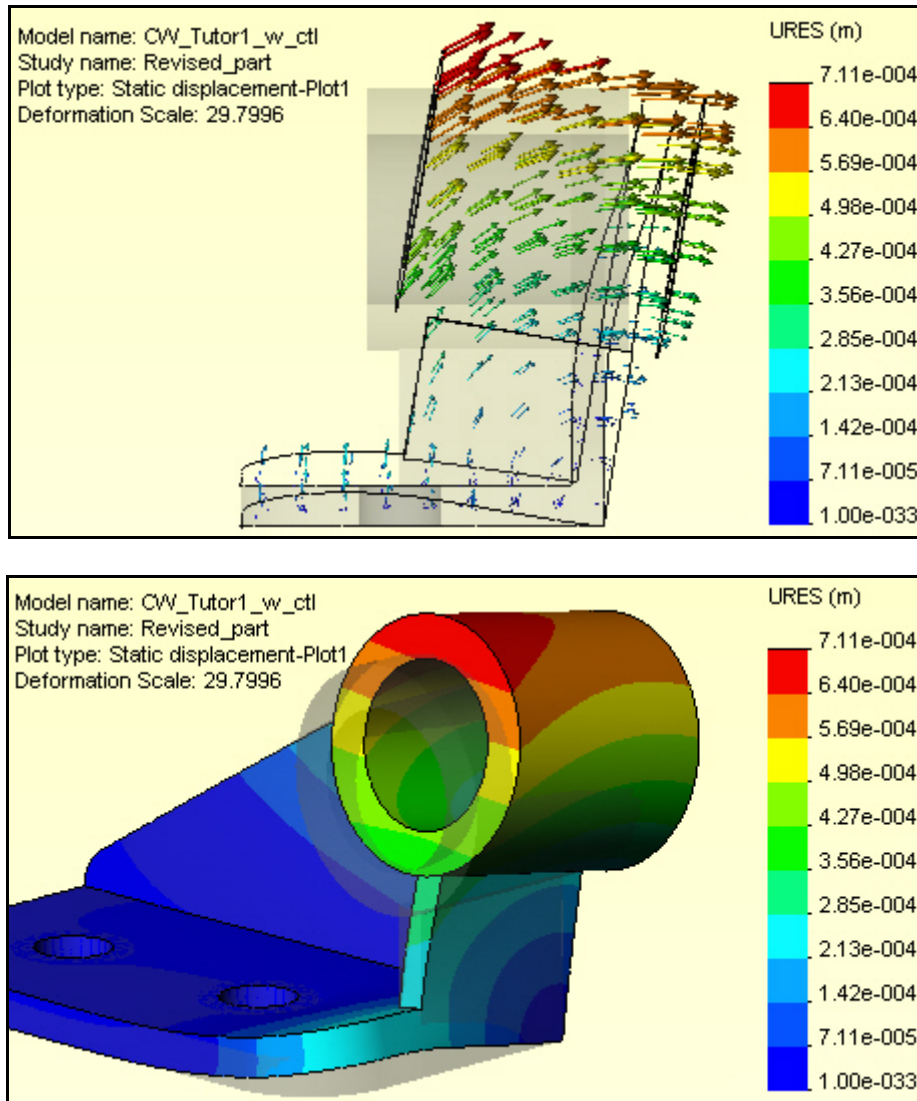 Model name: CW_Tutor1_w_ctl
Study name: Revised_part
Plot type: Static displacement-Plot1
Deformation Scale: 29.7996
URES (m)
7.11e-004
6.40e-004
5.69e-004
4.98e-004
4.27e-004
3.56e-004
2.85e-004
2.13e-004
1.42e-004
7.11e-005
1.00e-033
Model name: CW_Tutor1_w_ctl
Study name: Revised_part
Plot type: Static displacement-Plot1
Deformation Scale: 29.7996
URES (m)
7.11e-004
6.40e-004
5.69e-004
4.98e-004
4.27e-004
3.56e-004
2.85e-004
2.13e-004
1.42e-004
7.11e-005
1.00e-033